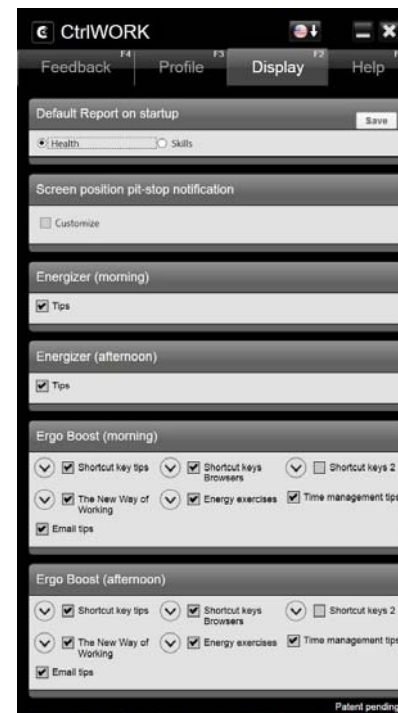 CtrlWORK
F4 F3 F2
Feedback Profile Display Help
Default Report on startup
Save
Health Skills
Screen position pit-stop notification
Customize
Energizer (morning)
Tips
Energizer (afternoon)
Tips
Ergo Boost (morning)
Shortcut key tips Shortcut keys Browsers Shortcut keys 2
The New Way of Working Energy exercises Time management tips
Email tips
Ergo Boost (afternoon)
Shortcut key tips Shortcut keys Browsers Shortcut keys 2
The New Way of Working Energy exercises Time management tips
Email tips
Patent pending